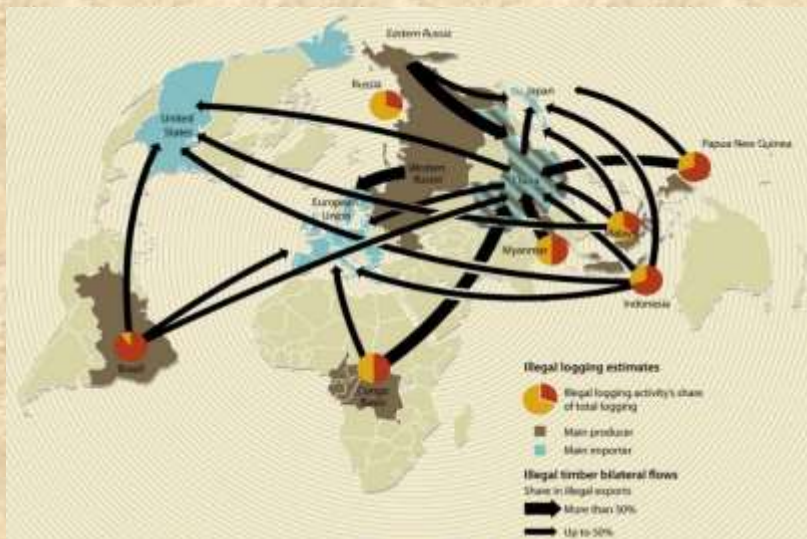 Eastern Russia
Russia
Japan
United
States
Papua New Guinea
Western
Russia
European
Union
China
Myanmar
Indonesia
Brazil
Congo
Basin
Illegal logging estimates
Illegal logging activity's share
of total logging
Main producer
Main importer
Illegal timber bilateral flows
Share in illegal exports
More than 50%
Up to 50%